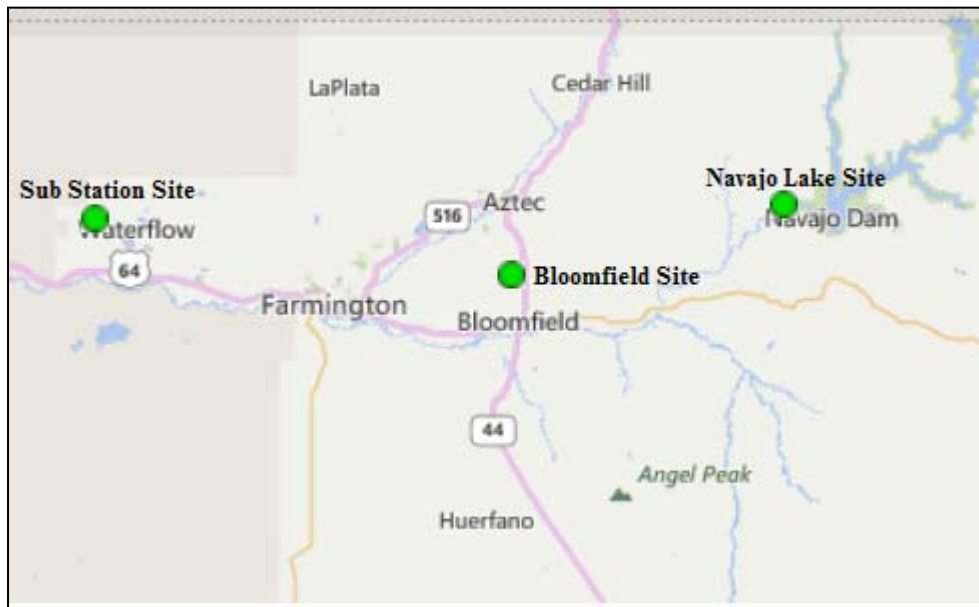 LaPlata
Cedar Hill
Sub Station Site
Navajo Lake Site
Waterflow
516
Aztec
Navajo Dam
64
Bloomfield Site
Farmington
Bloomfield
44
Angel Peak
Huerfano